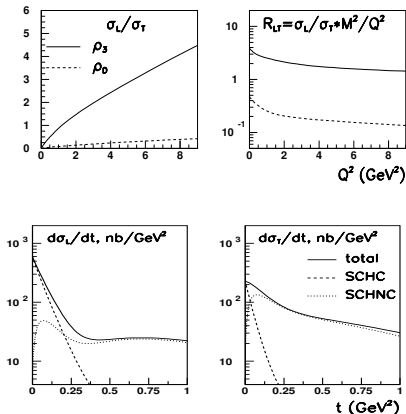 σL/σT
6
5
4
3
2
1
0
ρ3
ρD
0 2 4 6 8
RLT=σL/σT*M²/Q²
10
1
10⁻¹
0 2 4 6 8
Q² (GeV²)
dσL/dt, nb/GeV²
10³
10²
10
0 0.25 0.5 0.75 1
dσT/dt, nb/GeV²
total
SCHC
SCHNC
10³
10²
10
0 0.25 0.5 0.75 1
t (GeV²)